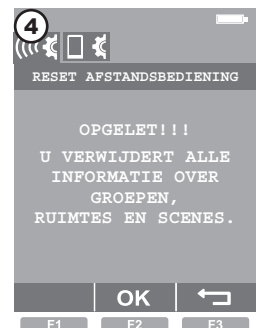 4
RESET AFSTANDSBEDIENING
OPGELET!!!
U VERWIJDERT ALLE
INFORMATIE OVER
GROEPEN,
RUIMTES EN SCENES.
OK
F1 F2 F3